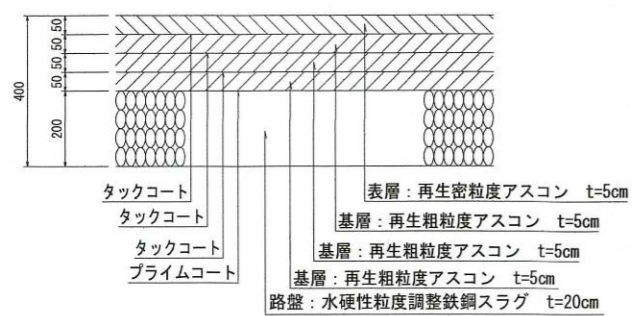 400
50
50
50
50
200
タックコート
表層：再生密粒度アスコン t=5cm
タックコート
基層：再生粗粒度アスコン t=5cm
タックコート
基層：再生粗粒度アスコン t=5cm
プライムコート
基層：再生粗粒度アスコン t=5cm
路盤：水硬性粒度調整鉄鋼スラグ t=20cm